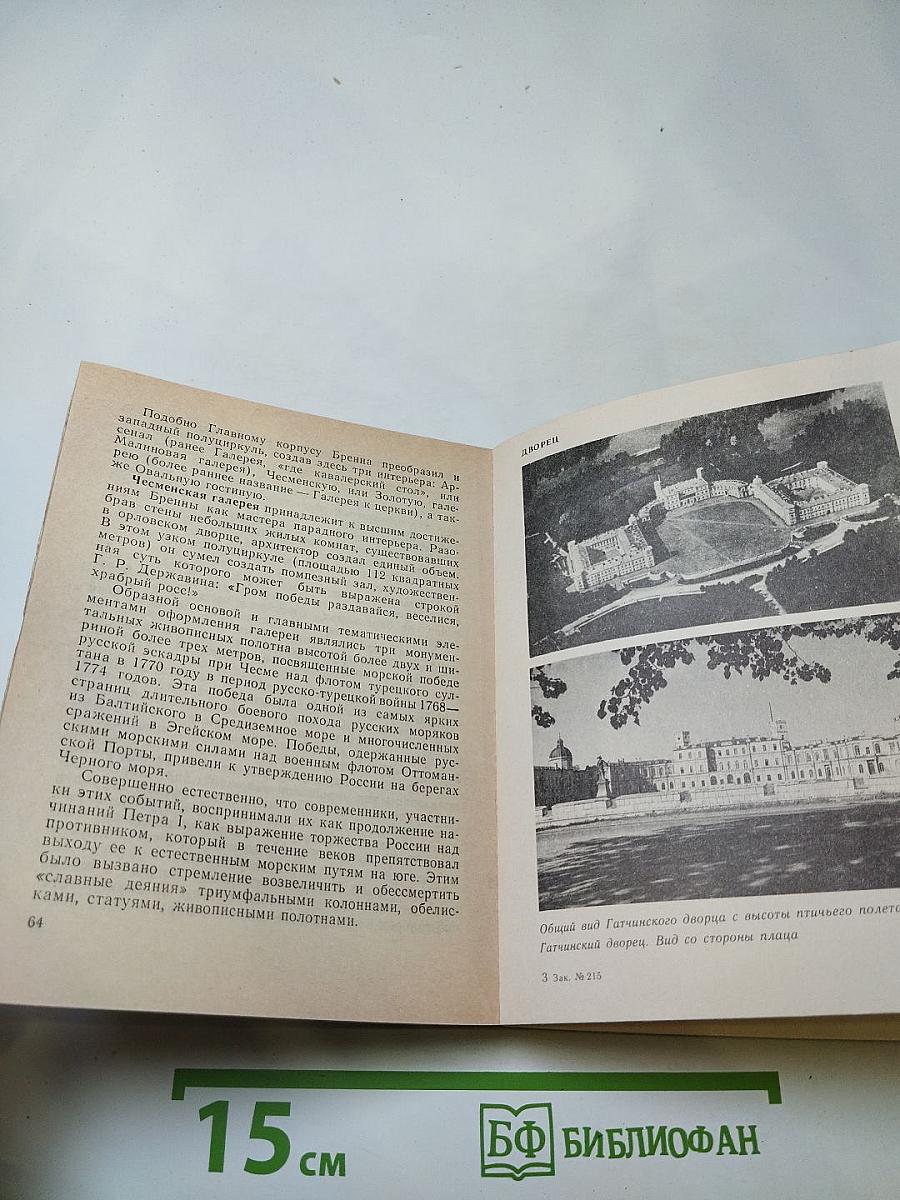 Подобно Главному корпусу Бренна преобразил и
западный полуциркуль, создав здесь три интерьера: Ар-
сенал (ранее Галерея, «где кавалерский стол», или
Малиновая галерея), Чесменскую, или Золотую, гале-
рею (более раннее название — Галерея к церкви), а так-
же Овальную гостиную.
Чесменская галерея принадлежит к высшим достиже-
ниям Бренны как мастера парадного интерьера. Разо-
брав стены небольших жилых комнат, существовавших
в орловском дворце, архитектор создал единый объем.
В этом узком полуциркуле (площадью 112 квадратных
метров) он сумел создать помпезный зал, художествен-
ная суть которого может быть выражена строкой
Г. Р. Державина: «Гром победы раздавайся, веселися,
храбрый росс!»
Образной основой и главными тематическими эле-
ментами оформления галереи являлись три монумен-
тальных живописных полотна высотой более двух и ши-
риной более трех метров, посвященные морской победе
русской эскадры при Чесме над флотом турецкого сул-
тана в 1770 году в период русско-турецкой войны 1768—
1774 годов. Эта победа была одной из самых ярких
страниц длительного боевого похода русских моряков
из Балтийского в Средиземное море и многочисленных
сражений в Эгейском море. Победы, одержанные рус-
скими морскими силами над военным флотом Оттоман-
ской Порты, привели к утверждению России на берегах
Черного моря.
Совершенно естественно, что современники, участни-
ки этих событий, воспринимали их как продолжение на-
чинаний Петра I, как выражение торжества России над
противником, который в течение веков препятствовал
выходу ее к естественным морским путям на юге. Этим
было вызвано стремление возвеличить и обессмертить
«славные деяния» триумфальными колоннами, обелис-
ками, статуями, живописными полотнами.
64
ДВОРЕЦ
Общий вид Гатчинского дворца с высоты птичьего полета
Гатчинский дворец. Вид со стороны плаца
3 Зак. № 215
15 см
БФ БИБЛИОФАН